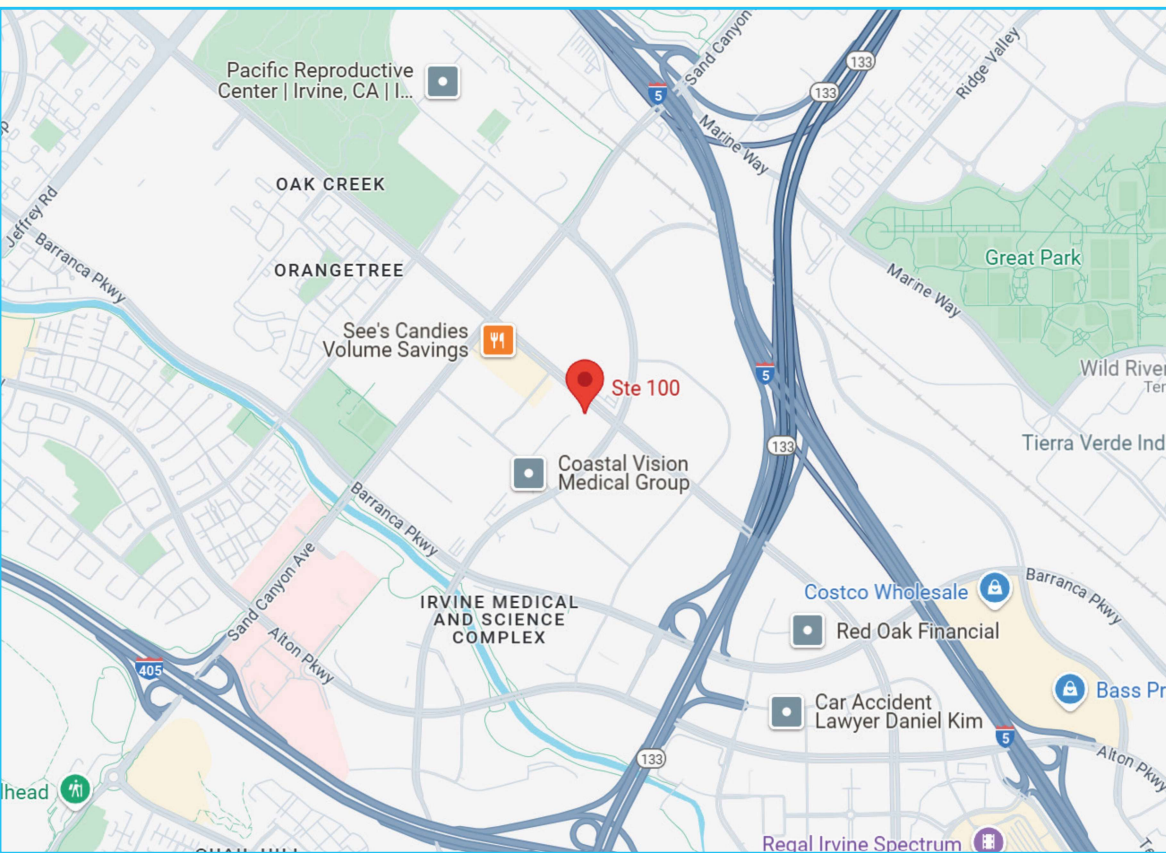 Sand Canyon
133
Pacific Reproductive
Center | Irvine, CA | I...
133
Ridge Valley
5
Marine Way
OAK CREEK
Jeffrey Rd
Barranca Pkwy
Great Park
ORANGETREE
Marine Way
See's Candies
Volume Savings
Wild River
Ter
5
Ste 100
133
Tierra Verde Ind
Coastal Vision
Medical Group
Barranca Pkwy
Sand Canyon Ave
Costco Wholesale
Barranca Pkwy
IRVINE MEDICAL
AND SCIENCE
COMPLEX
Red Oak Financial
Alton Pkwy
405
Bass Pr
Car Accident
Lawyer Daniel Kim
5
133
Alton Pkwy
lhead
Regal Irvine Spectrum